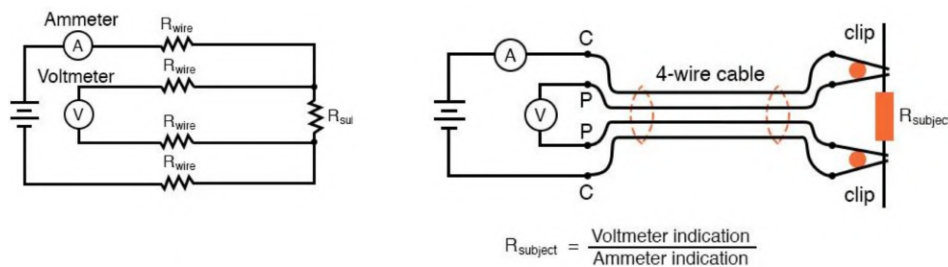 Ammeter
A
R wire
Voltmeter
R wire
V
R sul
R wire
R wire
A
C
4-wire cable
clip
P
V
P
R subjec
C
clip
R subject = Voltmeter indication
Ammeter indication